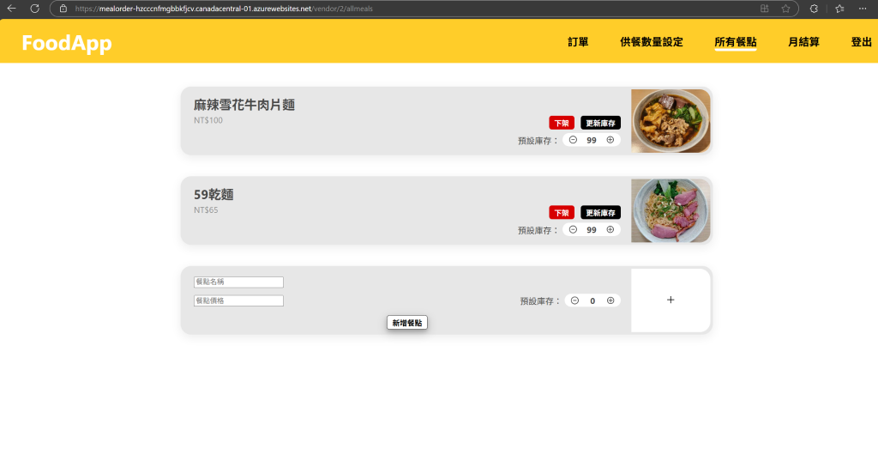 https://mealorder-hzcccnfmgbbkfjcv.canadacentral-01.azurewebsites.net/vendor/2/allmeals
FoodApp 訂單 供餐數量設定 所有餐點 月結算 登出
麻辣雪花牛肉片麵
NT$100
下架 更新庫存
預設庫存： 99
59乾麵
NT$65
下架 更新庫存
預設庫存： 99
餐點名稱
餐點價格
預設庫存： 0
+
新增餐點